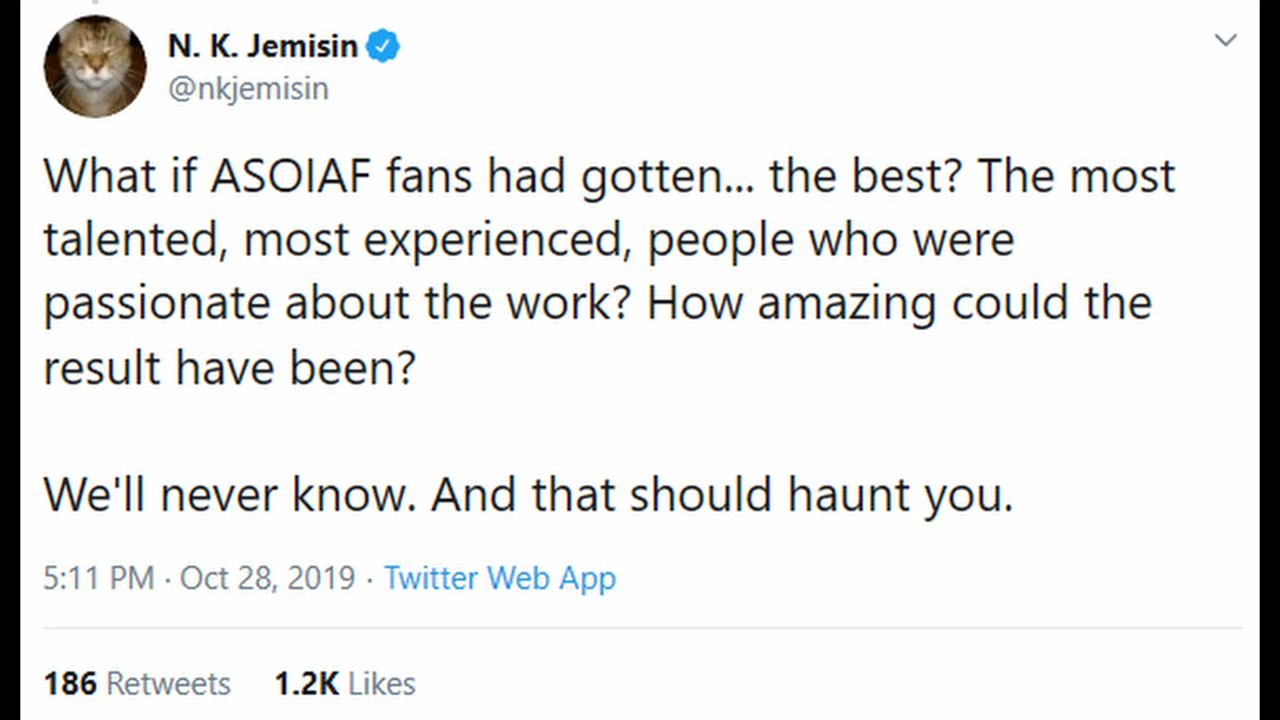 N. K. Jemisin
@nkjemisin
What if ASOIAF fans had gotten... the best? The most
talented, most experienced, people who were
passionate about the work? How amazing could the
result have been?
We'll never know. And that should haunt you.
5:11 PM · Oct 28, 2019 · Twitter Web App
186 Retweets 1.2K Likes